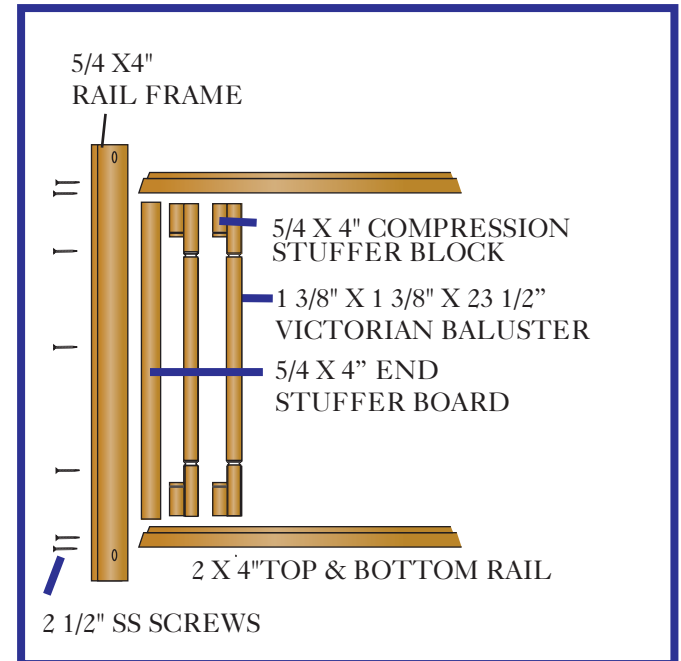 5/4 X4"
RAIL FRAME
5/4 X 4" COMPRESSION
STUFFER BLOCK
1 3/8" X 1 3/8" X 23 1/2”
VICTORIAN BALUSTER
5/4 X 4” END
STUFFER BOARD
2 X 4"TOP & BOTTOM RAIL
2 1/2" SS SCREWS